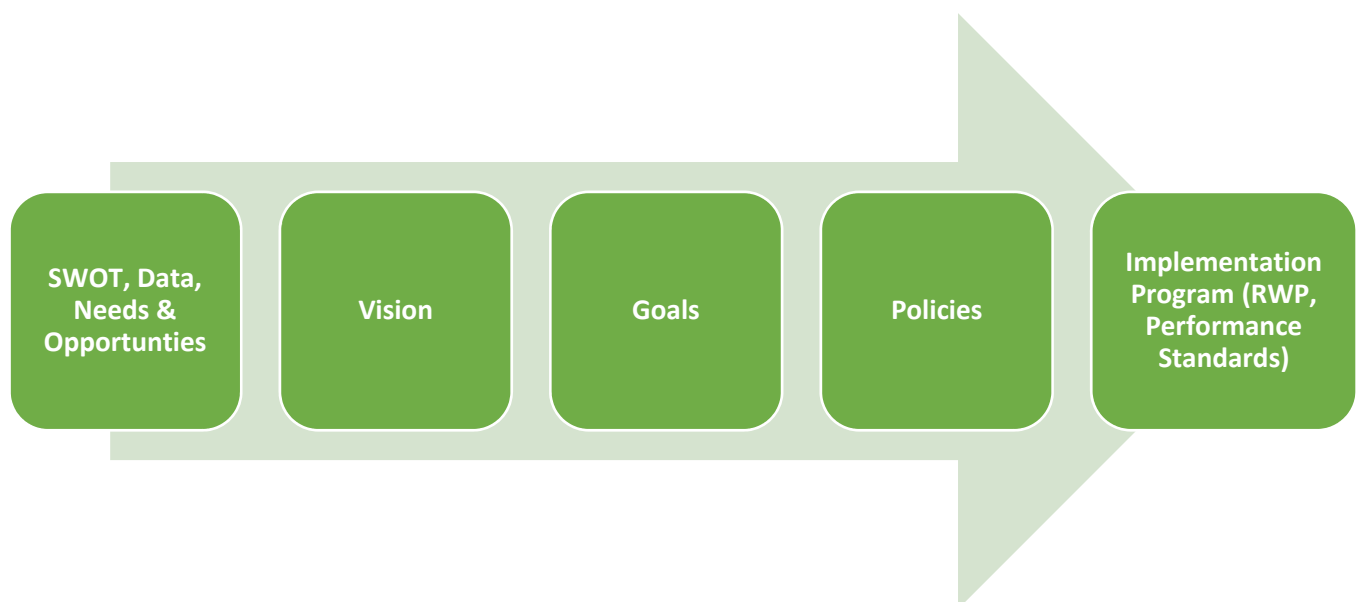 SWOT, Data,
Needs &
Opportunties
Vision
Goals
Policies
Implementation
Program (RWP,
Performance
Standards)